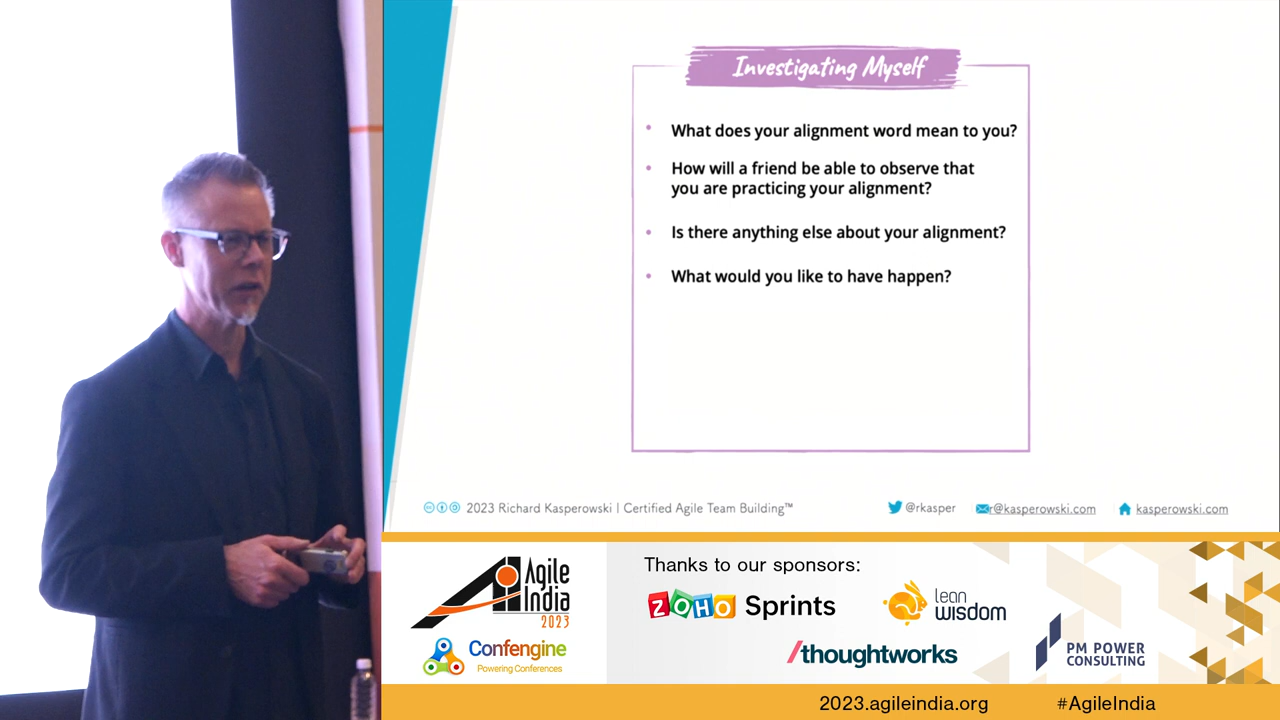 Investigating Myself
• What does your alignment word mean to you?
• How will a friend be able to observe that
you are practicing your alignment?
• Is there anything else about your alignment?
• What would you like to have happen?
2023 Richard Kasperowski | Certified Agile Team Building™
@rkasper
r@kasperowski.com
kasperowski.com
Agile
India
2023
Confengine
Powering Conferences
Thanks to our sponsors:
ZOHO Sprints
lean
wisdom
/thoughtworks
PM POWER
CONSULTING
2023.agileindia.org
#AgileIndia